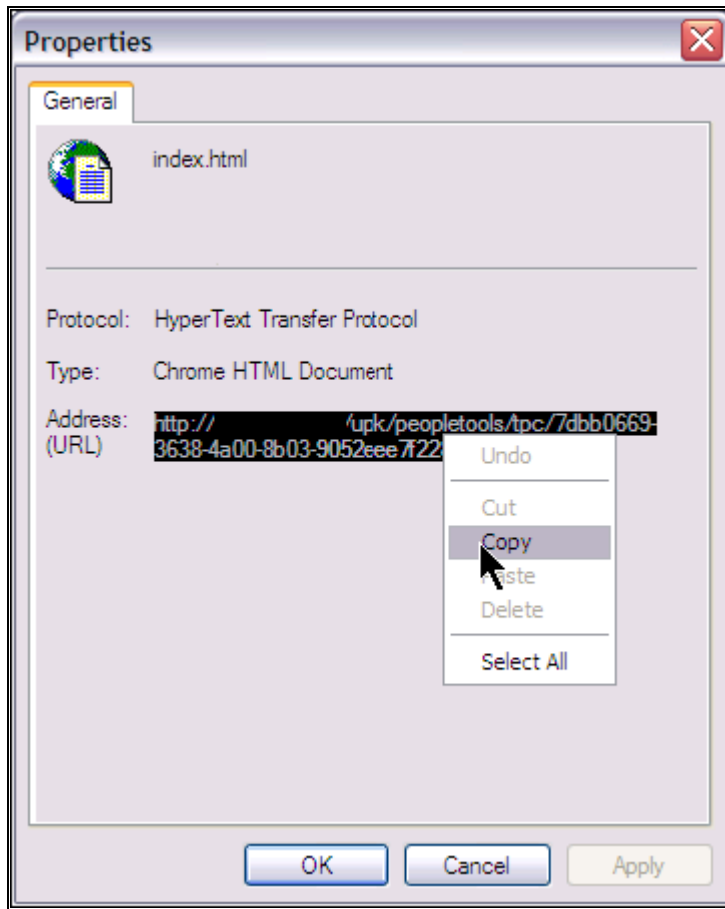 Properties
General
index.html
Protocol: HyperText Transfer Protocol
Type: Chrome HTML Document
Address: http:// /upk/peopletools/tpc/7dbb0669-
(URL) 3638-4a00-8b03-9052eee7f22
Undo
Cut
Copy
Paste
Delete
Select All
OK Cancel Apply